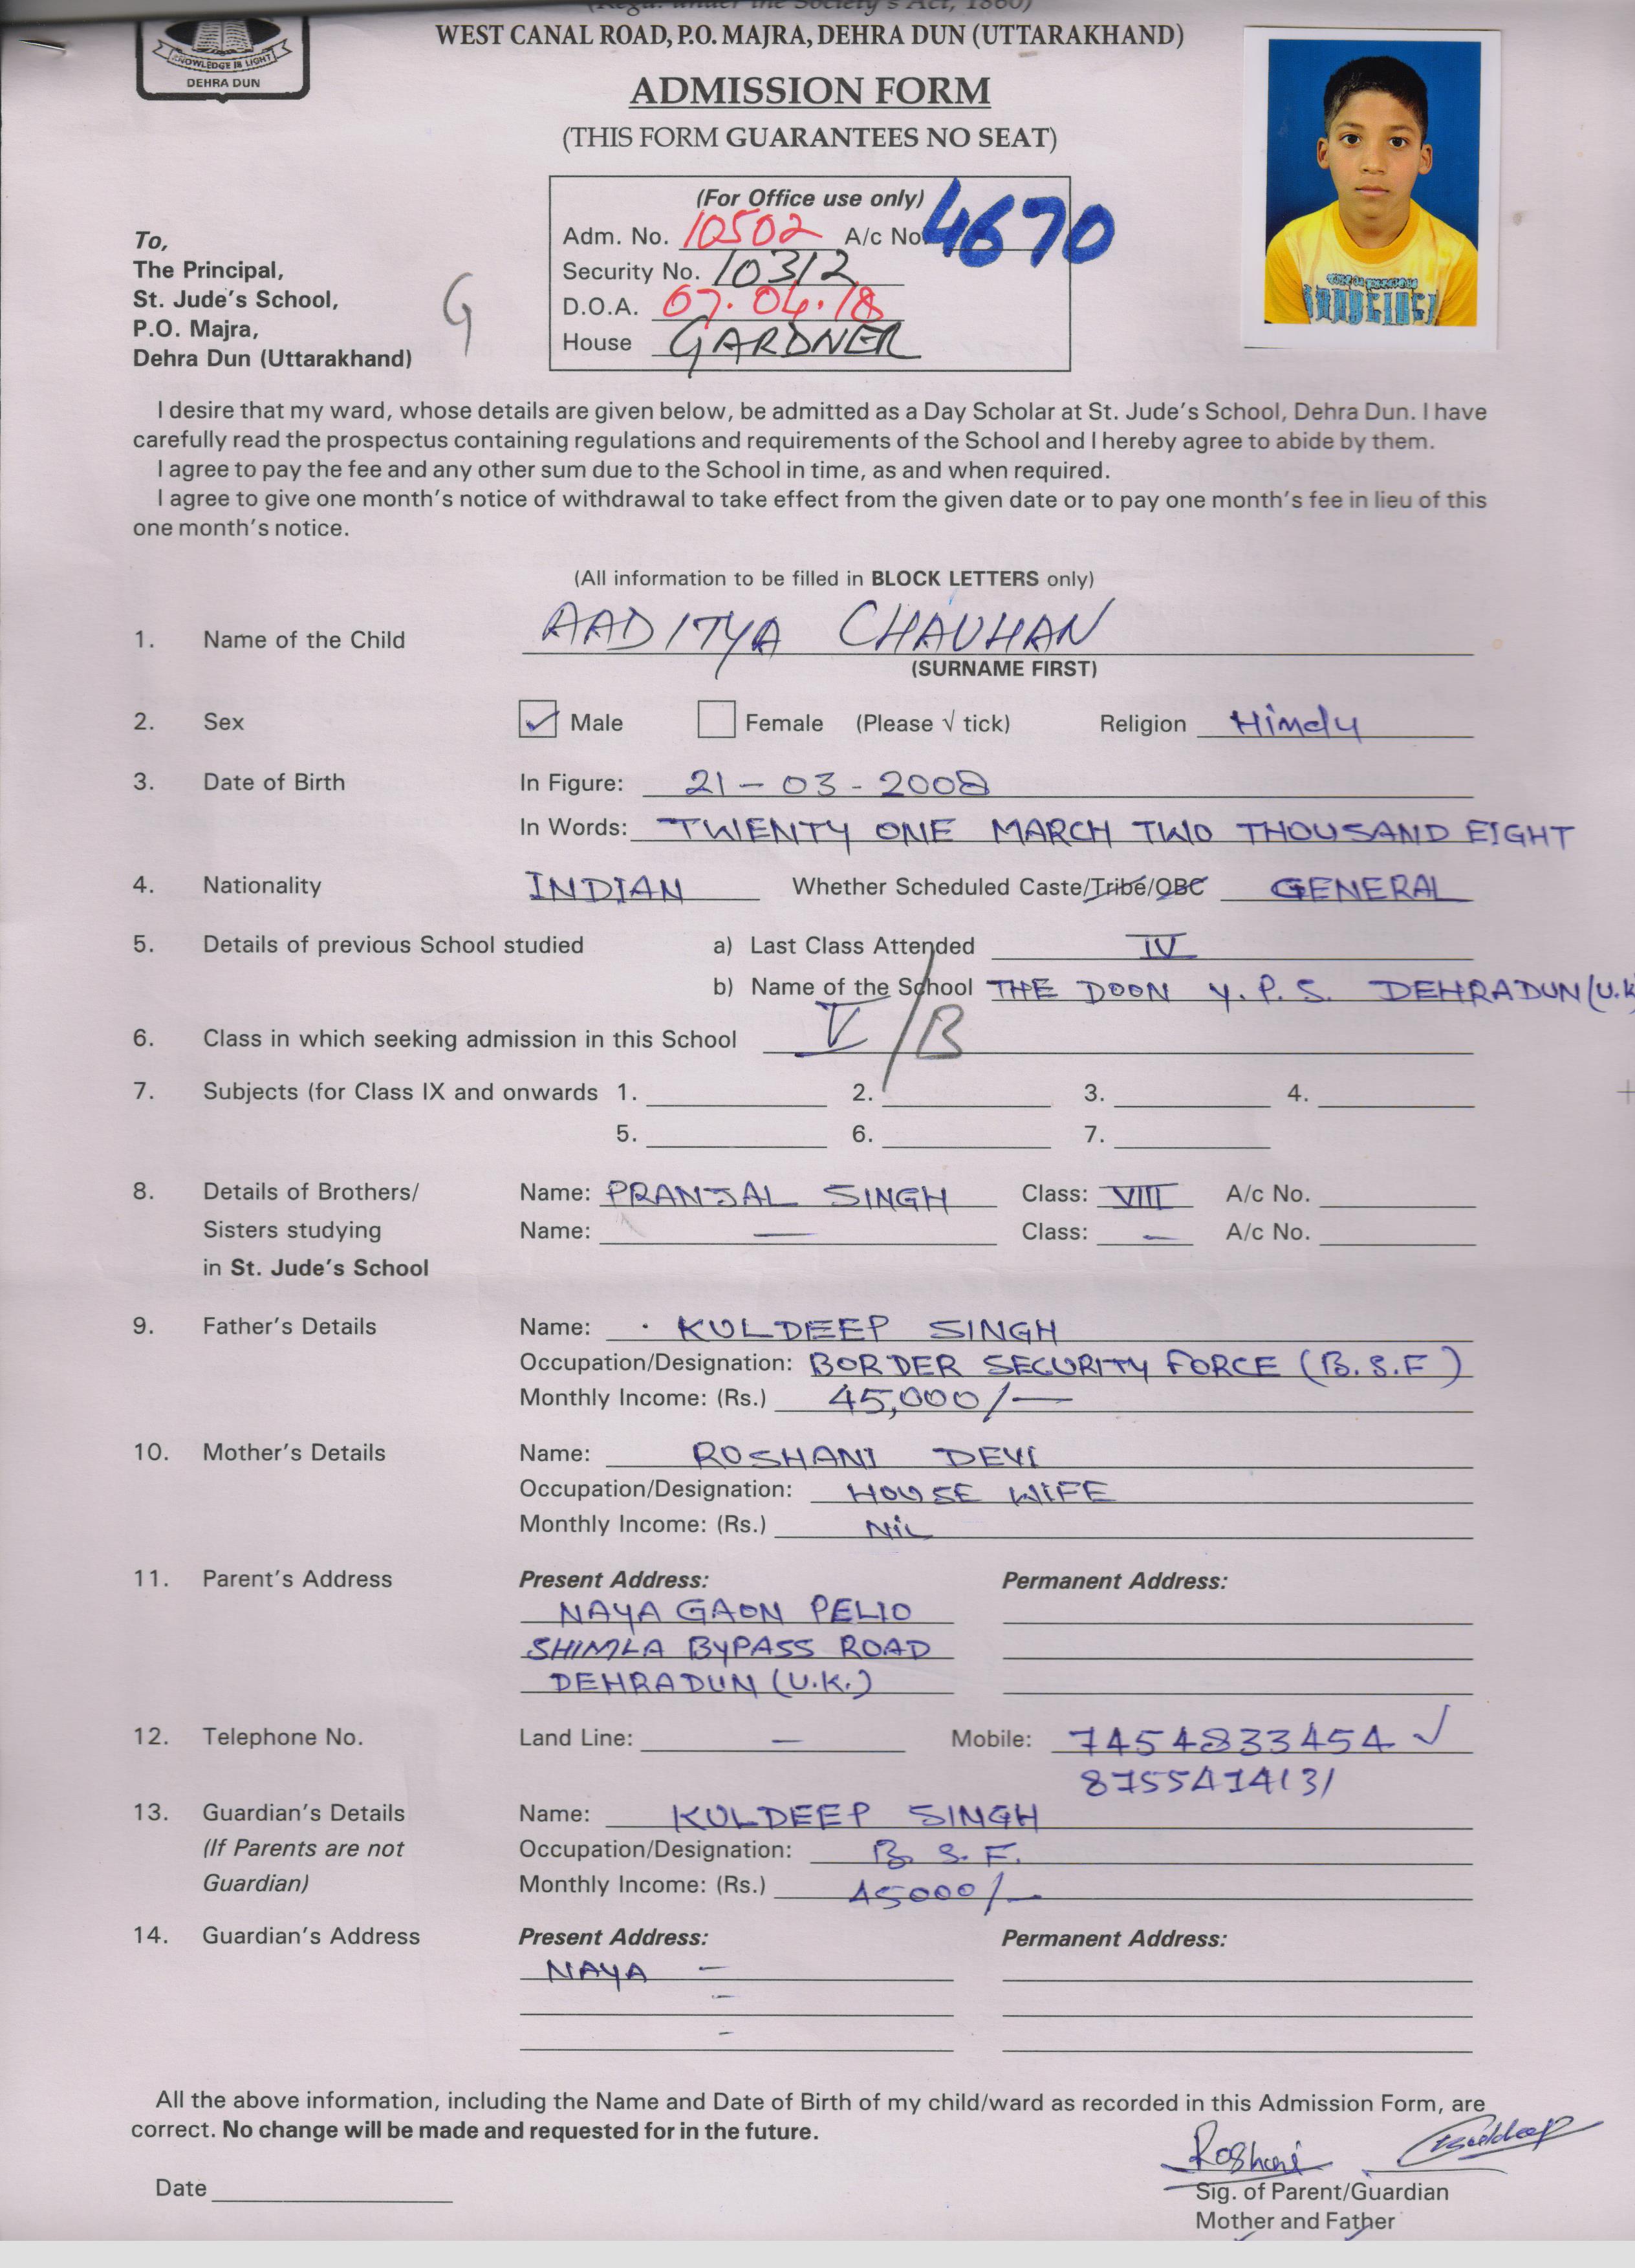 (Regd. under the Society's Act, 1860)
WEST CANAL ROAD, P.O. MAJRA, DEHRA DUN (UTTARAKHAND)
KNOWLEDGE IS LIGHT
DEHRA DUN
ADMISSION FORM
(THIS FORM GUARANTEES NO SEAT)
(For Office use only)
Adm. No. 10502 A/c No 4670
Security No. 10312
D.O.A. 07.04.18
House GARDNER
To,
The Principal,
St. Jude's School,
P.O. Majra,
Dehra Dun (Uttarakhand)
G
I desire that my ward, whose details are given below, be admitted as a Day Scholar at St. Jude's School, Dehra Dun. I have
carefully read the prospectus containing regulations and requirements of the School and I hereby agree to abide by them.
I agree to pay the fee and any other sum due to the School in time, as and when required.
I agree to give one month's notice of withdrawal to take effect from the given date or to pay one month's fee in lieu of this
one month's notice.
(All information to be filled in BLOCK LETTERS only)
1. Name of the Child AADITYA CHAUHAN
(SURNAME FIRST)
2. Sex ✓ Male Female (Please √ tick) Religion Hindu
3. Date of Birth In Figure: 21 - 03 - 2008
In Words: TWENTY ONE MARCH TWO THOUSAND EIGHT
4. Nationality INDIAN Whether Scheduled Caste/Tribe/OBC GENERAL
5. Details of previous School studied a) Last Class Attended IV
b) Name of the School THE DOON Y. P. S. DEHRADUN (U.K
6. Class in which seeking admission in this School V /B
7. Subjects (for Class IX and onwards 1. 2. 3. 4.
5. 6. 7.
8. Details of Brothers/ Name: PRANJAL SINGH Class: VIII A/c No.
Sisters studying Name: — Class: — A/c No.
in St. Jude's School
9. Father's Details Name: KULDEEP SINGH
Occupation/Designation: BORDER SECURITY FORCE (B.S.F)
Monthly Income: (Rs.) 45,000/—
10. Mother's Details Name: ROSHANI DEVI
Occupation/Designation: HOUSE WIFE
Monthly Income: (Rs.) NiL
11. Parent's Address Present Address: Permanent Address:
NAYA GAON PELIO
SHIMLA BYPASS ROAD
DEHRADUN (U.K.)
12. Telephone No. Land Line: — Mobile: 7454833454 ✓
8755474131
13. Guardian's Details Name: KULDEEP SINGH
(If Parents are not Occupation/Designation: B. S. F.
Guardian) Monthly Income: (Rs.) 45000/—
14. Guardian's Address Present Address: Permanent Address:
NAYA —
—
—
All the above information, including the Name and Date of Birth of my child/ward as recorded in this Admission Form, are
correct. No change will be made and requested for in the future.
Roshani Kuldeep
Date Sig. of Parent/Guardian
Mother and Father